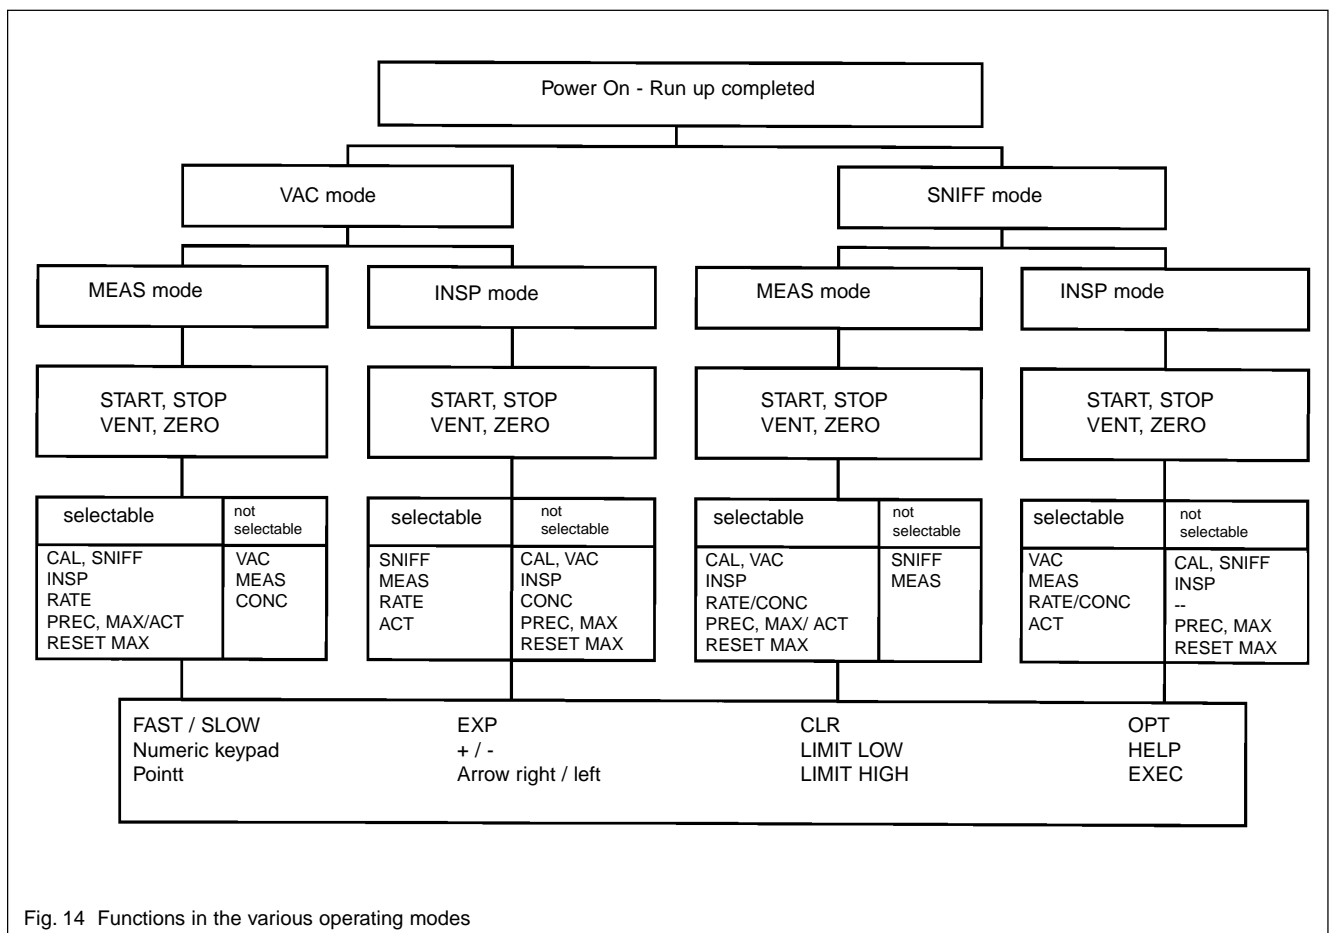 Power On - Run up completed
VAC mode
SNIFF mode
MEAS mode
INSP mode
MEAS mode
INSP mode
START, STOP
VENT, ZERO
START, STOP
VENT, ZERO
START, STOP
VENT, ZERO
START, STOP
VENT, ZERO
selectable
CAL, SNIFF
INSP
RATE
PREC, MAX/ACT
RESET MAX
not
selectable
VAC
MEAS
CONC
selectable
SNIFF
MEAS
RATE
ACT
not
selectable
CAL, VAC
INSP
CONC
PREC, MAX
RESET MAX
selectable
CAL, VAC
INSP
RATE/CONC
PREC, MAX/ ACT
RESET MAX
not
selectable
SNIFF
MEAS
selectable
VAC
MEAS
RATE/CONC
ACT
not
selectable
CAL, SNIFF
INSP
--
PREC, MAX
RESET MAX
FAST / SLOW
Numeric keypad
Pointt
EXP
+ / -
Arrow right / left
CLR
LIMIT LOW
LIMIT HIGH
OPT
HELP
EXEC
Fig. 14 Functions in the various operating modes